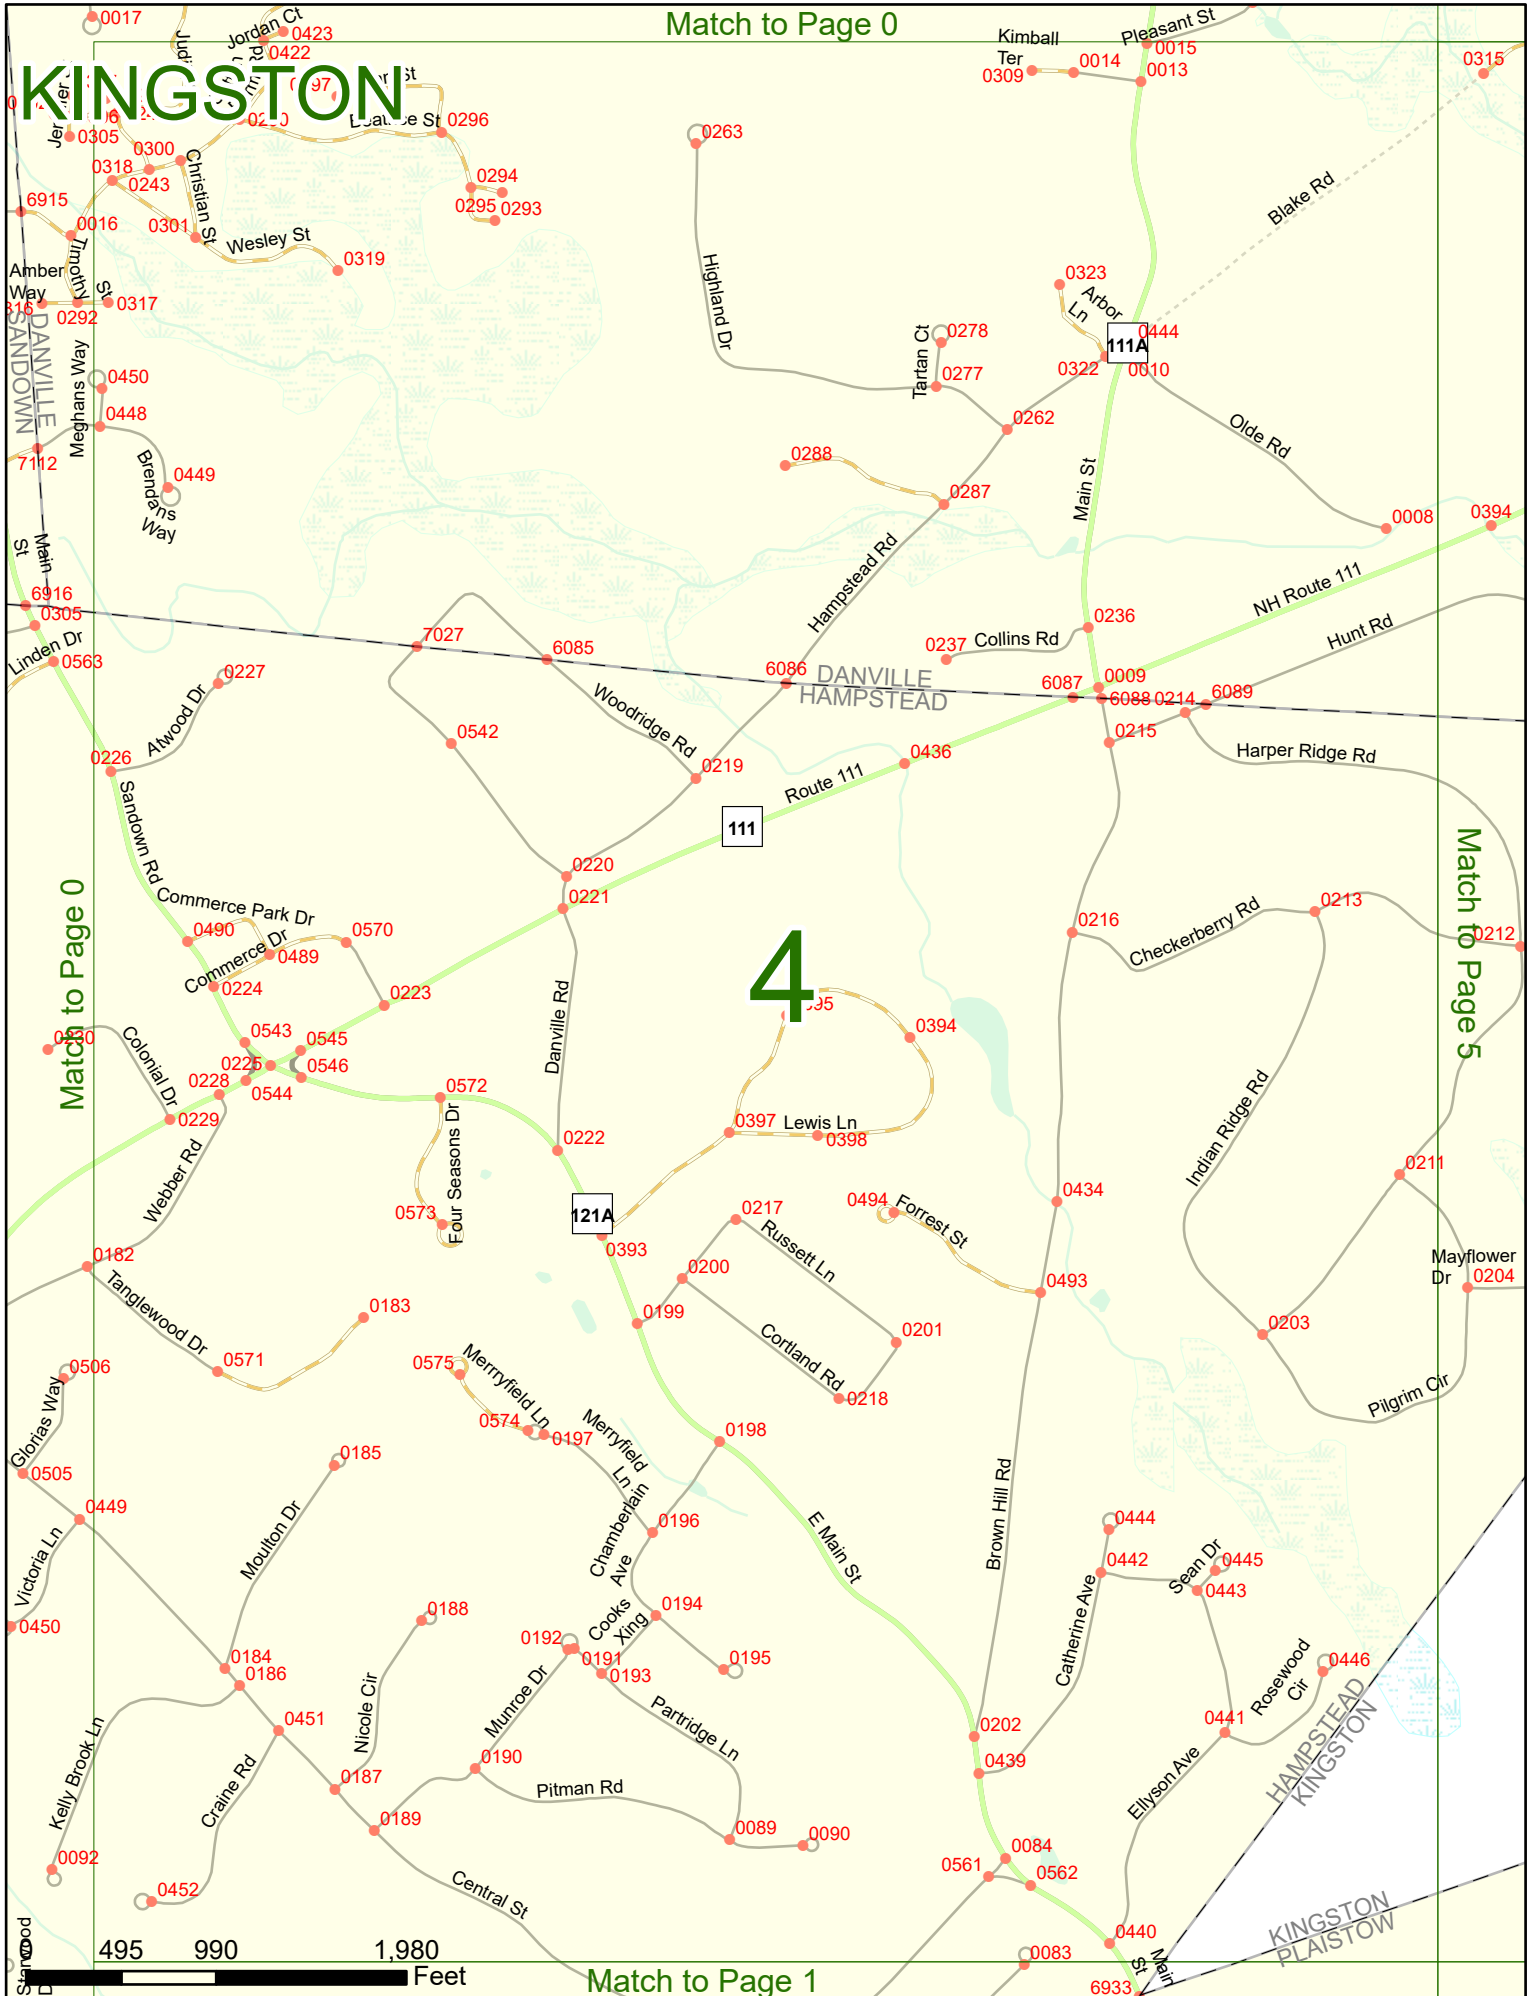 Match to Page 0
KINGSTON
0017
Jordan Ct
0423
0422
Beatrice St
0296
0305
0300
0318
0243
Christian St
0294
0295
0293
6915
0016
0301
Wesley St
0319
Timothy St
Amber Way
0292
0317
DANVILLE
SANDOWN
Meghans Way
0450
0448
7112
Brendans Way
0449
Main St
0263
Highland Dr
Kimball Ter
0309
0014
Pleasant St
0015
0013
0315
Blake Rd
0323
Arbor Ln
0444
111A
0322
0010
Tartan Ct
0278
0277
0262
Olde Rd
0288
0287
Main St
0008
0394
Hampstead Rd
NH Route 111
6916
0305
Linden Dr
0563
0227
Atwood Dr
0226
7027
6085
6086
DANVILLE
HAMPSTEAD
0237
Collins Rd
0236
Hunt Rd
6087
0009
6088
0214
6089
0215
Harper Ridge Rd
0542
Woodridge Rd
0219
0436
Route 111
111
Sandown Rd
0220
0221
Match to Page 0
Match to Page 5
Commerce Park Dr
0490
0489
0570
Commerce Dr
0224
0223
0216
Checkerberry Rd
0213
0212
4
0394
Danville Rd
0230
Colonial Dr
0543
0545
0225
0546
0228
0544
0229
0572
Webber Rd
Four Seasons Dr
0573
0222
0397
Lewis Ln
0398
Indian Ridge Rd
0211
121A
0393
0217
Russett Ln
0494
Forrest St
0434
0493
0182
Tanglewood Dr
0183
0571
0200
0199
0201
Cortland Rd
0218
Mayflower Dr
0204
0203
Pilgrim Cir
0506
Glorias Way
0505
0575
Merrryfield Ln
0574
0197
Merryfield Ln
0198
0185
0449
Moulton Dr
Victoria Ln
0450
Chamberlain Ave
0196
E Main St
Brown Hill Rd
0444
0442
Sean Dr
0445
0443
Catherine Ave
0188
0192
Cooks Xing
0194
0191
0193
0195
0184
0186
Nicole Cir
Munroe Dr
Partridge Ln
Rosewood Cir
0446
0441
HAMPSTEAD
KINGSTON
0451
Kelly Brook Ln
Craine Rd
0187
0190
Pitman Rd
0202
0439
Ellyson Ave
0189
0089
0090
0092
0452
Central St
0084
0561
0562
0440
KINGSTON
PLAISTOW
0083
Main St
6933
0
495
990
1,980
Feet
Match to Page 1